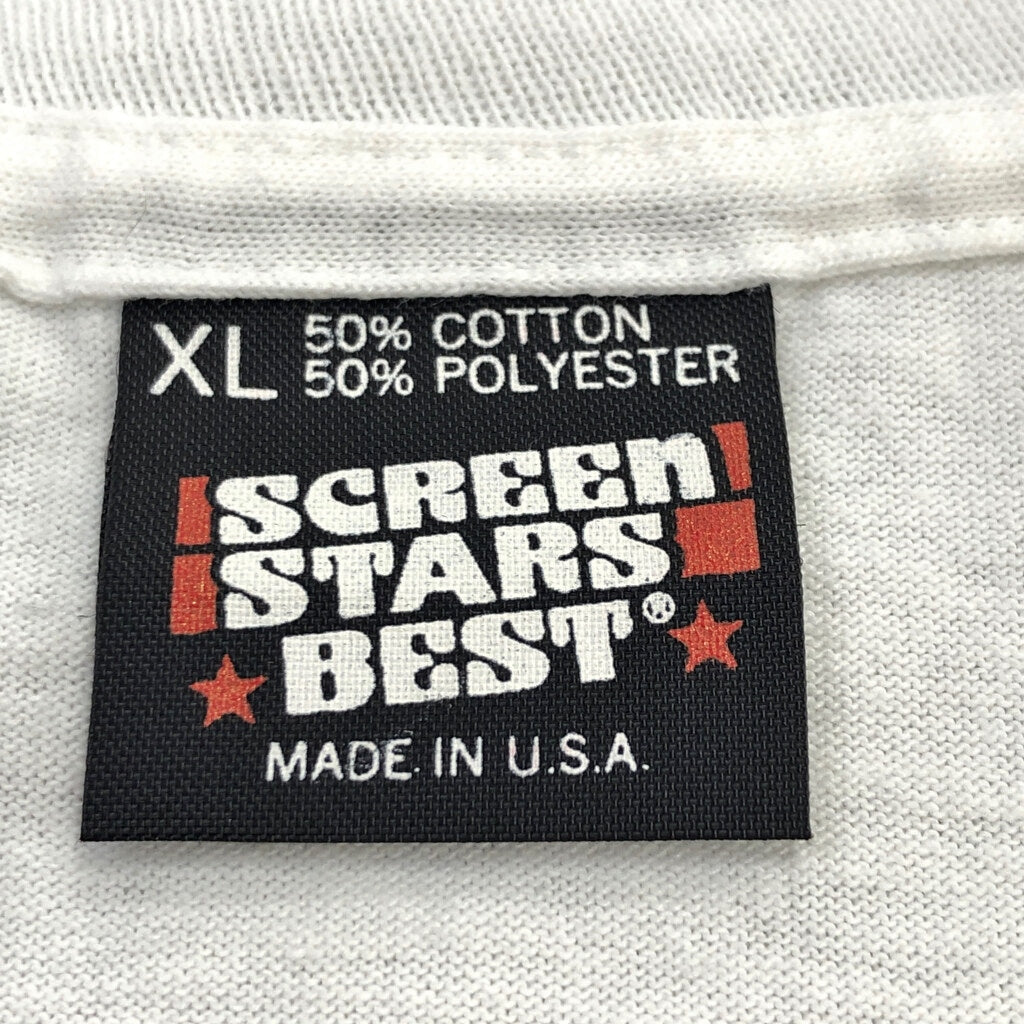 XL 50% COTTON
50% POLYESTER
SCREEN
STARS
BEST®
MADE IN U.S.A.